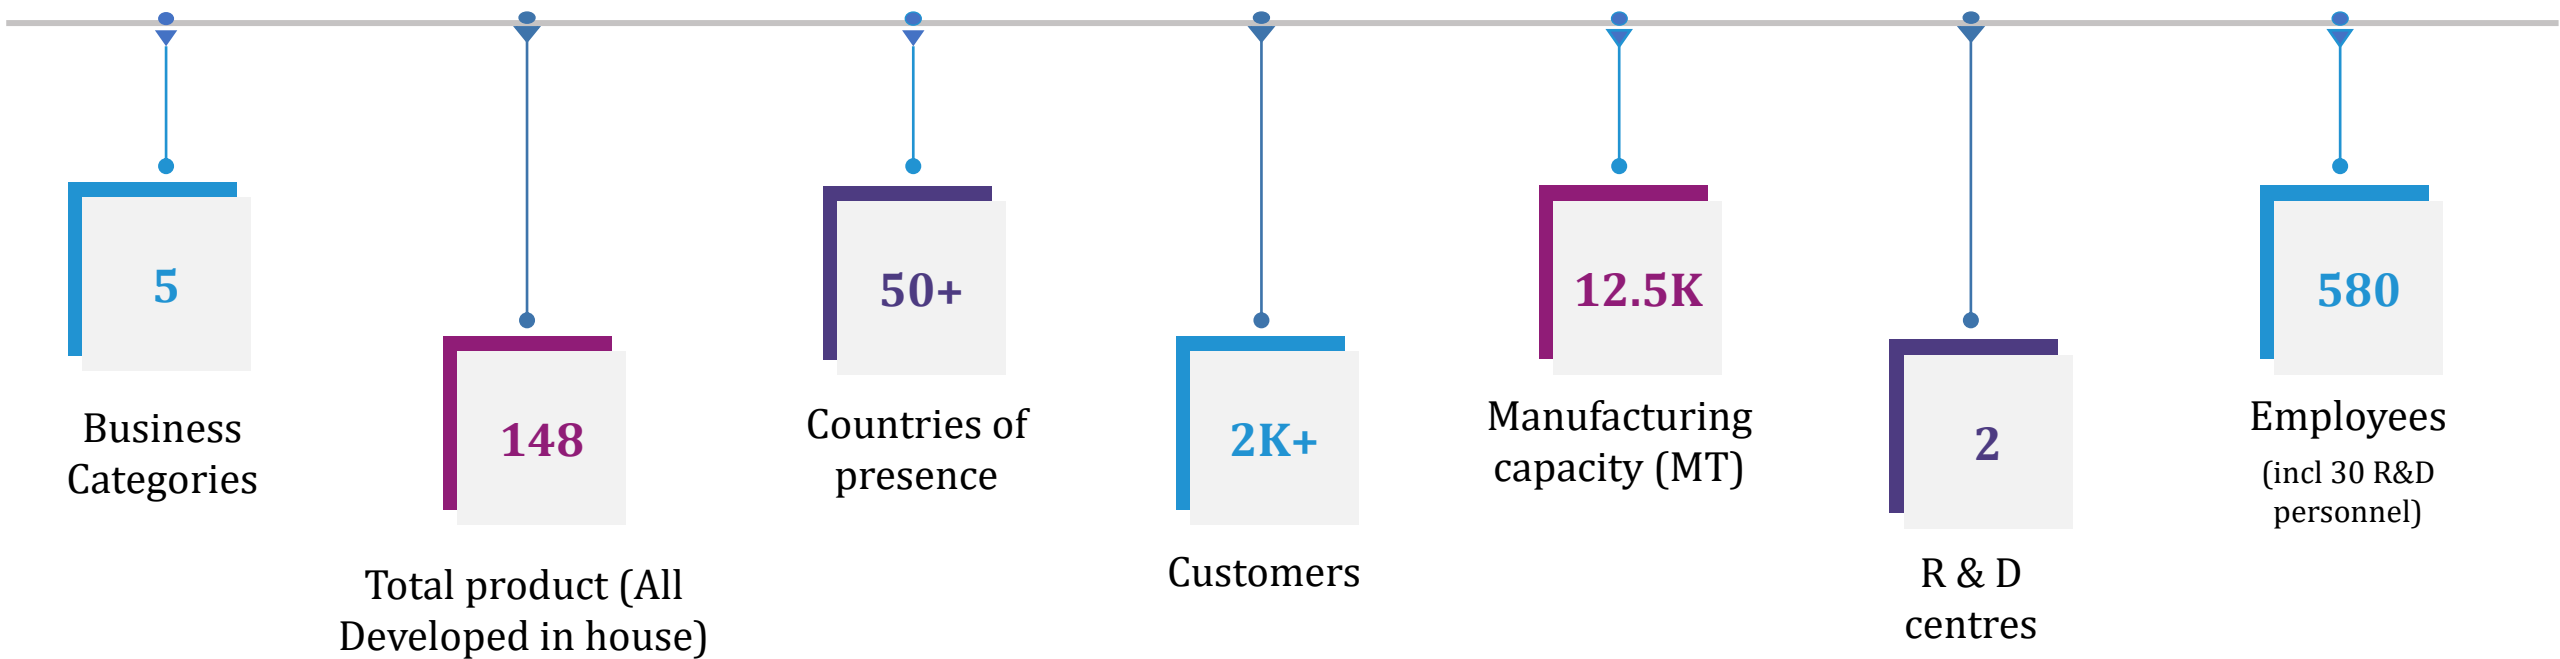 5
Business
Categories
148
Total product (All
Developed in house)
50+
Countries of
presence
2K+
Customers
12.5K
Manufacturing
capacity (MT)
2
R & D
centres
580
Employees
(incl 30 R&D
personnel)